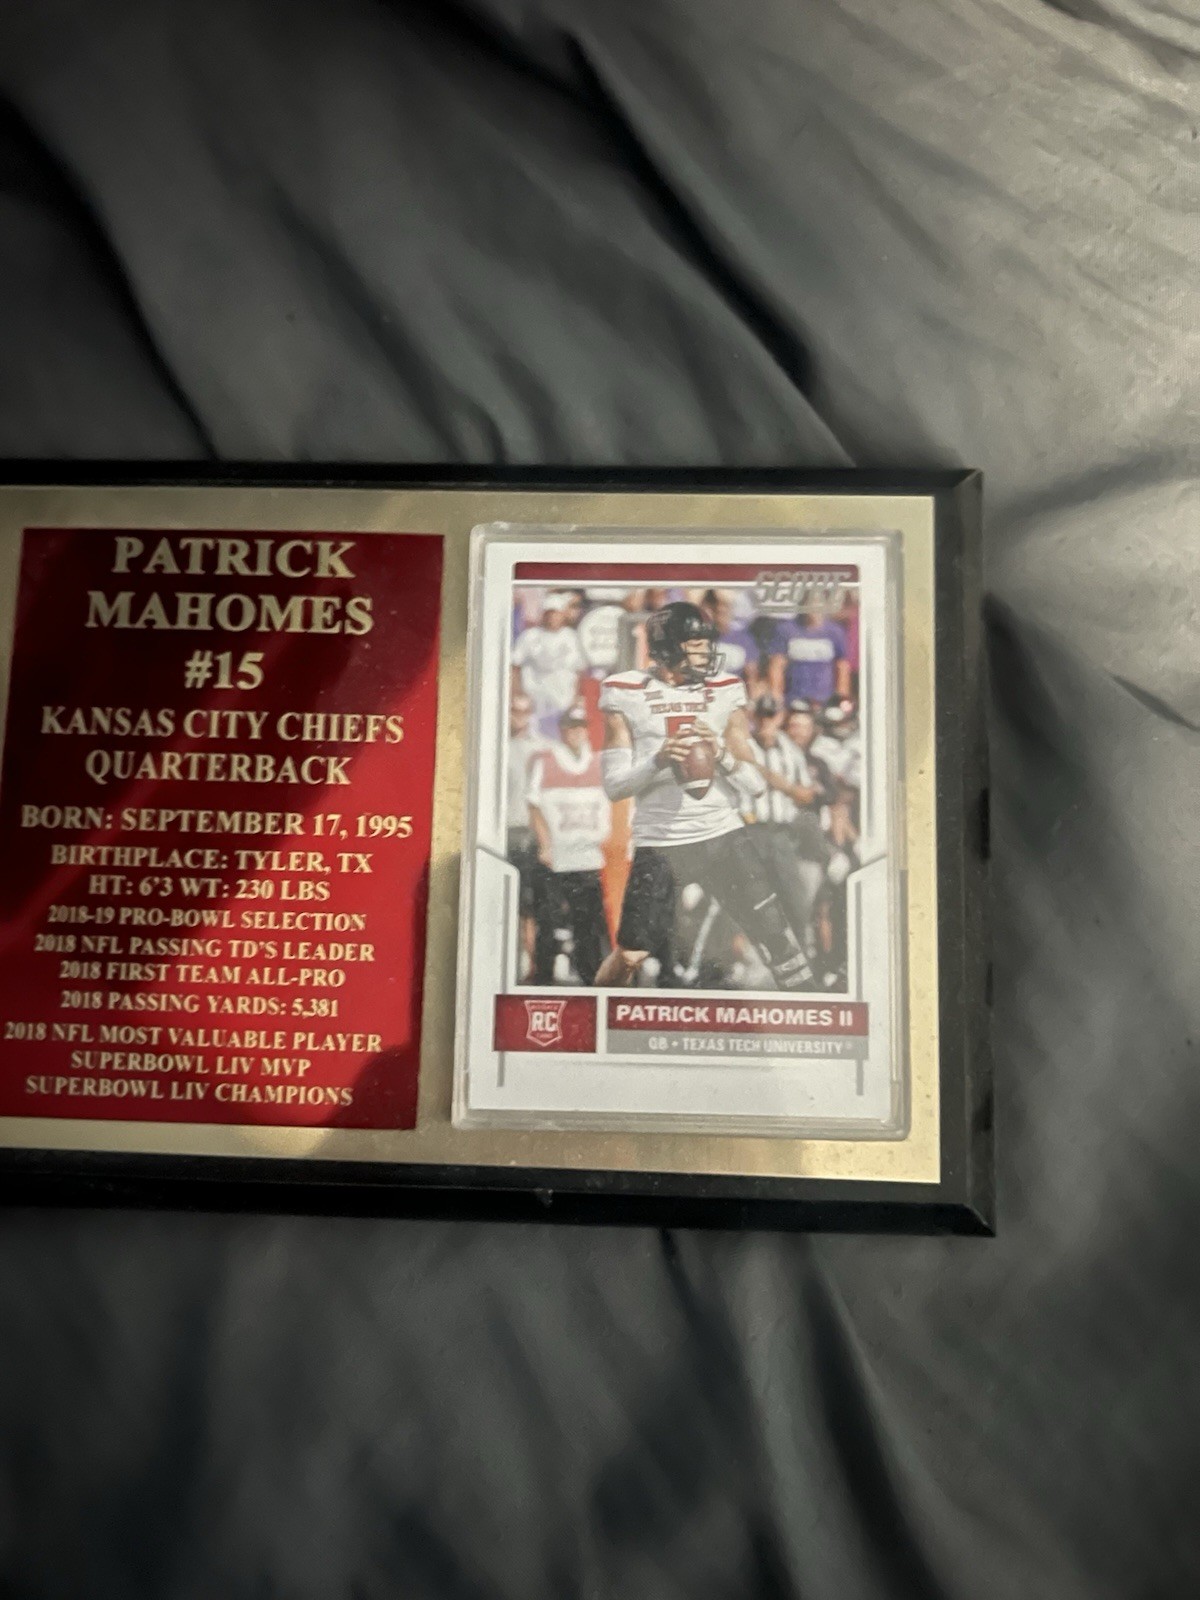 PATRICK
MAHOMES
#15
KANSAS CITY CHIEFS
QUARTERBACK
BORN: SEPTEMBER 17, 1995
BIRTHPLACE: TYLER, TX
HT: 6'3 WT: 230 LBS
2018-19 PRO-BOWL SELECTION
2018 NFL PASSING TD'S LEADER
2018 FIRST TEAM ALL-PRO
2018 PASSING YARDS: 5,381
2018 NFL MOST VALUABLE PLAYER
SUPERBOWL LIV MVP
SUPERBOWL LIV CHAMPIONS
SCORE
TEXAS TECH
5
RC
PATRICK MAHOMES II
QB • TEXAS TECH UNIVERSITY®